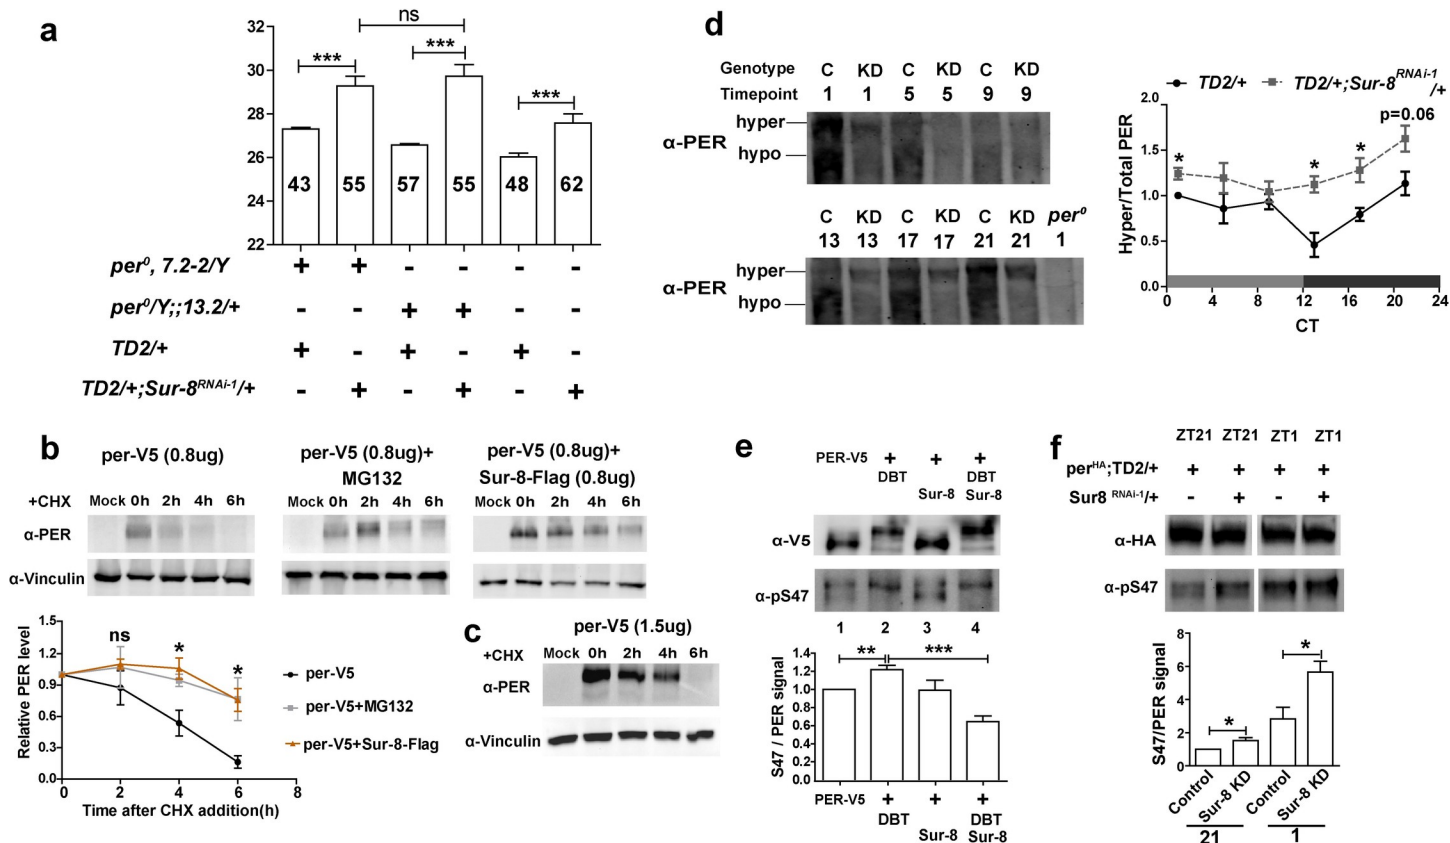 a
32
30
28
26
24
22
***
ns
***
***
43 55 57 55 48 62
per⁰, 7.2-2/Y + + - - - -
per⁰/Y;;13.2/+ - - + + - -
TD2/+ + - + - + -
TD2/+;Sur-8ᴿᴺᴬⁱ⁻¹/+ - + - + - +
b
per-V5 (0.8ug)
+CHX Mock 0h 2h 4h 6h
α-PER
α-Vinculin
per-V5 (0.8ug)+
MG132
Mock 0h 2h 4h 6h
per-V5 (0.8ug)+
Sur-8-Flag (0.8ug)
Mock 0h 2h 4h 6h
Relative PER level
1.5
1.2
0.9
0.6
0.3
0.0
ns * *
0 2 4 6 8
Time after CHX addition(h)
per-V5
per-V5+MG132
per-V5+Sur-8-Flag
c
per-V5 (1.5ug)
+CHX Mock 0h 2h 4h 6h
α-PER
α-Vinculin
d
Genotype C KD C KD C KD
Timepoint 1 1 5 5 9 9
α-PER
hyper
hypo
C KD C KD C KD per⁰
13 13 17 17 21 21 1
α-PER
hyper
hypo
TD2/+ TD2/+;Sur-8ᴿᴺᴬⁱ⁻¹/+
p=0.06
* * *
Hyper/Total PER
2.0
1.5
1.0
0.5
0.0
0 4 8 12 16 20 24
CT
e
PER-V5 + + +
DBT DBT
Sur-8 Sur-8
α-V5
α-pS47
1 2 3 4
** ***
S47 / PER signal
1.4
1.2
1.0
0.8
0.6
0.4
0.2
0.0
PER-V5 + + +
DBT DBT
Sur-8 Sur-8
f
ZT21 ZT21 ZT1 ZT1
perᴴᴬ;TD2/+ + + + +
Sur8 ᴿᴺᴬⁱ⁻¹/+ - + - +
α-HA
α-pS47
S47/PER signal
8
6
4
2
0
* *
Control Sur-8 KD Control Sur-8 KD
21 1